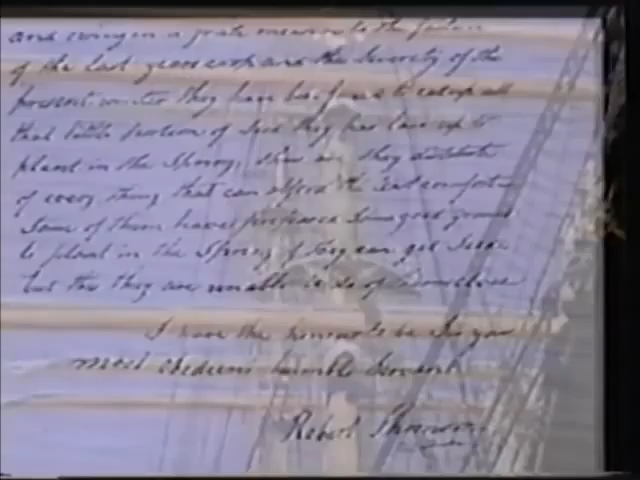 and owing in a great measure to the failure
of the last years crop and the severity of the
present winter they have been forced to eat up all
that little portion of Seed they had laid up to
plant in the Spring, thus are they destitute
of every thing that can afford the least comfort
Some of them have prepared Some good ground
to plant in the Spring if they can get Seed
but this they are unable to do of themselves
I have the honour to be Sir your
most obedient humble Servant
Robert